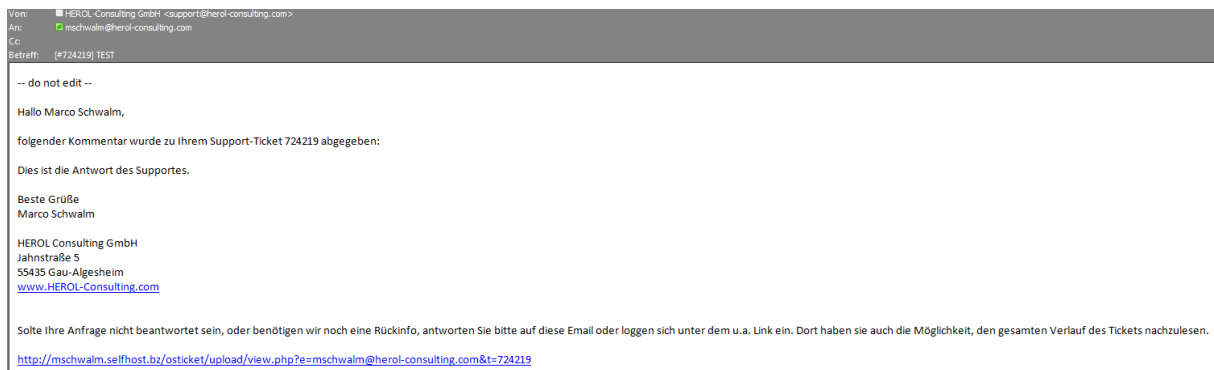 Von: HEROL-Consulting GmbH <support@herol-consulting.com>
An: mschwalm@herol-consulting.com
Cc:
Betreff: [#724219] TEST
-- do not edit --
Hallo Marco Schwalm,
folgender Kommentar wurde zu Ihrem Support-Ticket 724219 abgegeben:
Dies ist die Antwort des Supportes.
Beste Grüße
Marco Schwalm
HEROL Consulting GmbH
Jahnstraße 5
55435 Gau-Algesheim
www.HEROL-Consulting.com
Solte Ihre Anfrage nicht beantwortet sein, oder benötigen wir noch eine Rückinfo, antworten Sie bitte auf diese Email oder loggen sich unter dem u.a. Link ein. Dort haben sie auch die Möglichkeit, den gesamten Verlauf des Tickets nachzulesen.
http://mschwalm.selfhost.bz/osticket/upload/view.php?e=mschwalm@herol-consulting.com&t=724219